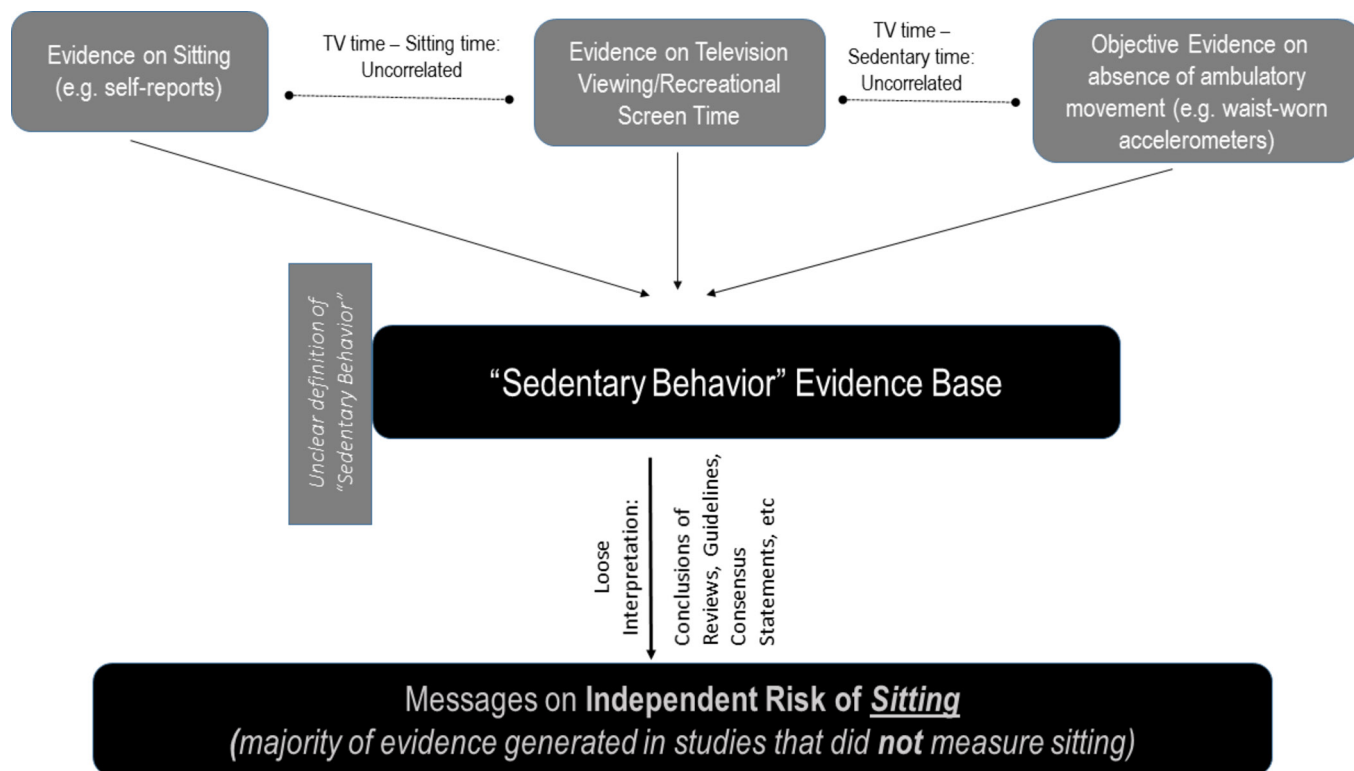 Evidence on Sitting
(e.g. self-reports)
TV time – Sitting time:
Uncorrelated
Evidence on Television
Viewing/Recreational
Screen Time
TV time –
Sedentary time:
Uncorrelated
Objective Evidence on
absence of ambulatory
movement (e.g. waist-worn
accelerometers)
Unclear definition of
“Sedentary Behavior”
“Sedentary Behavior” Evidence Base
Loose
Interpretation:
Conclusions of
Reviews, Guidelines,
Consensus
Statements, etc
Messages on Independent Risk of Sitting
(majority of evidence generated in studies that did not measure sitting)